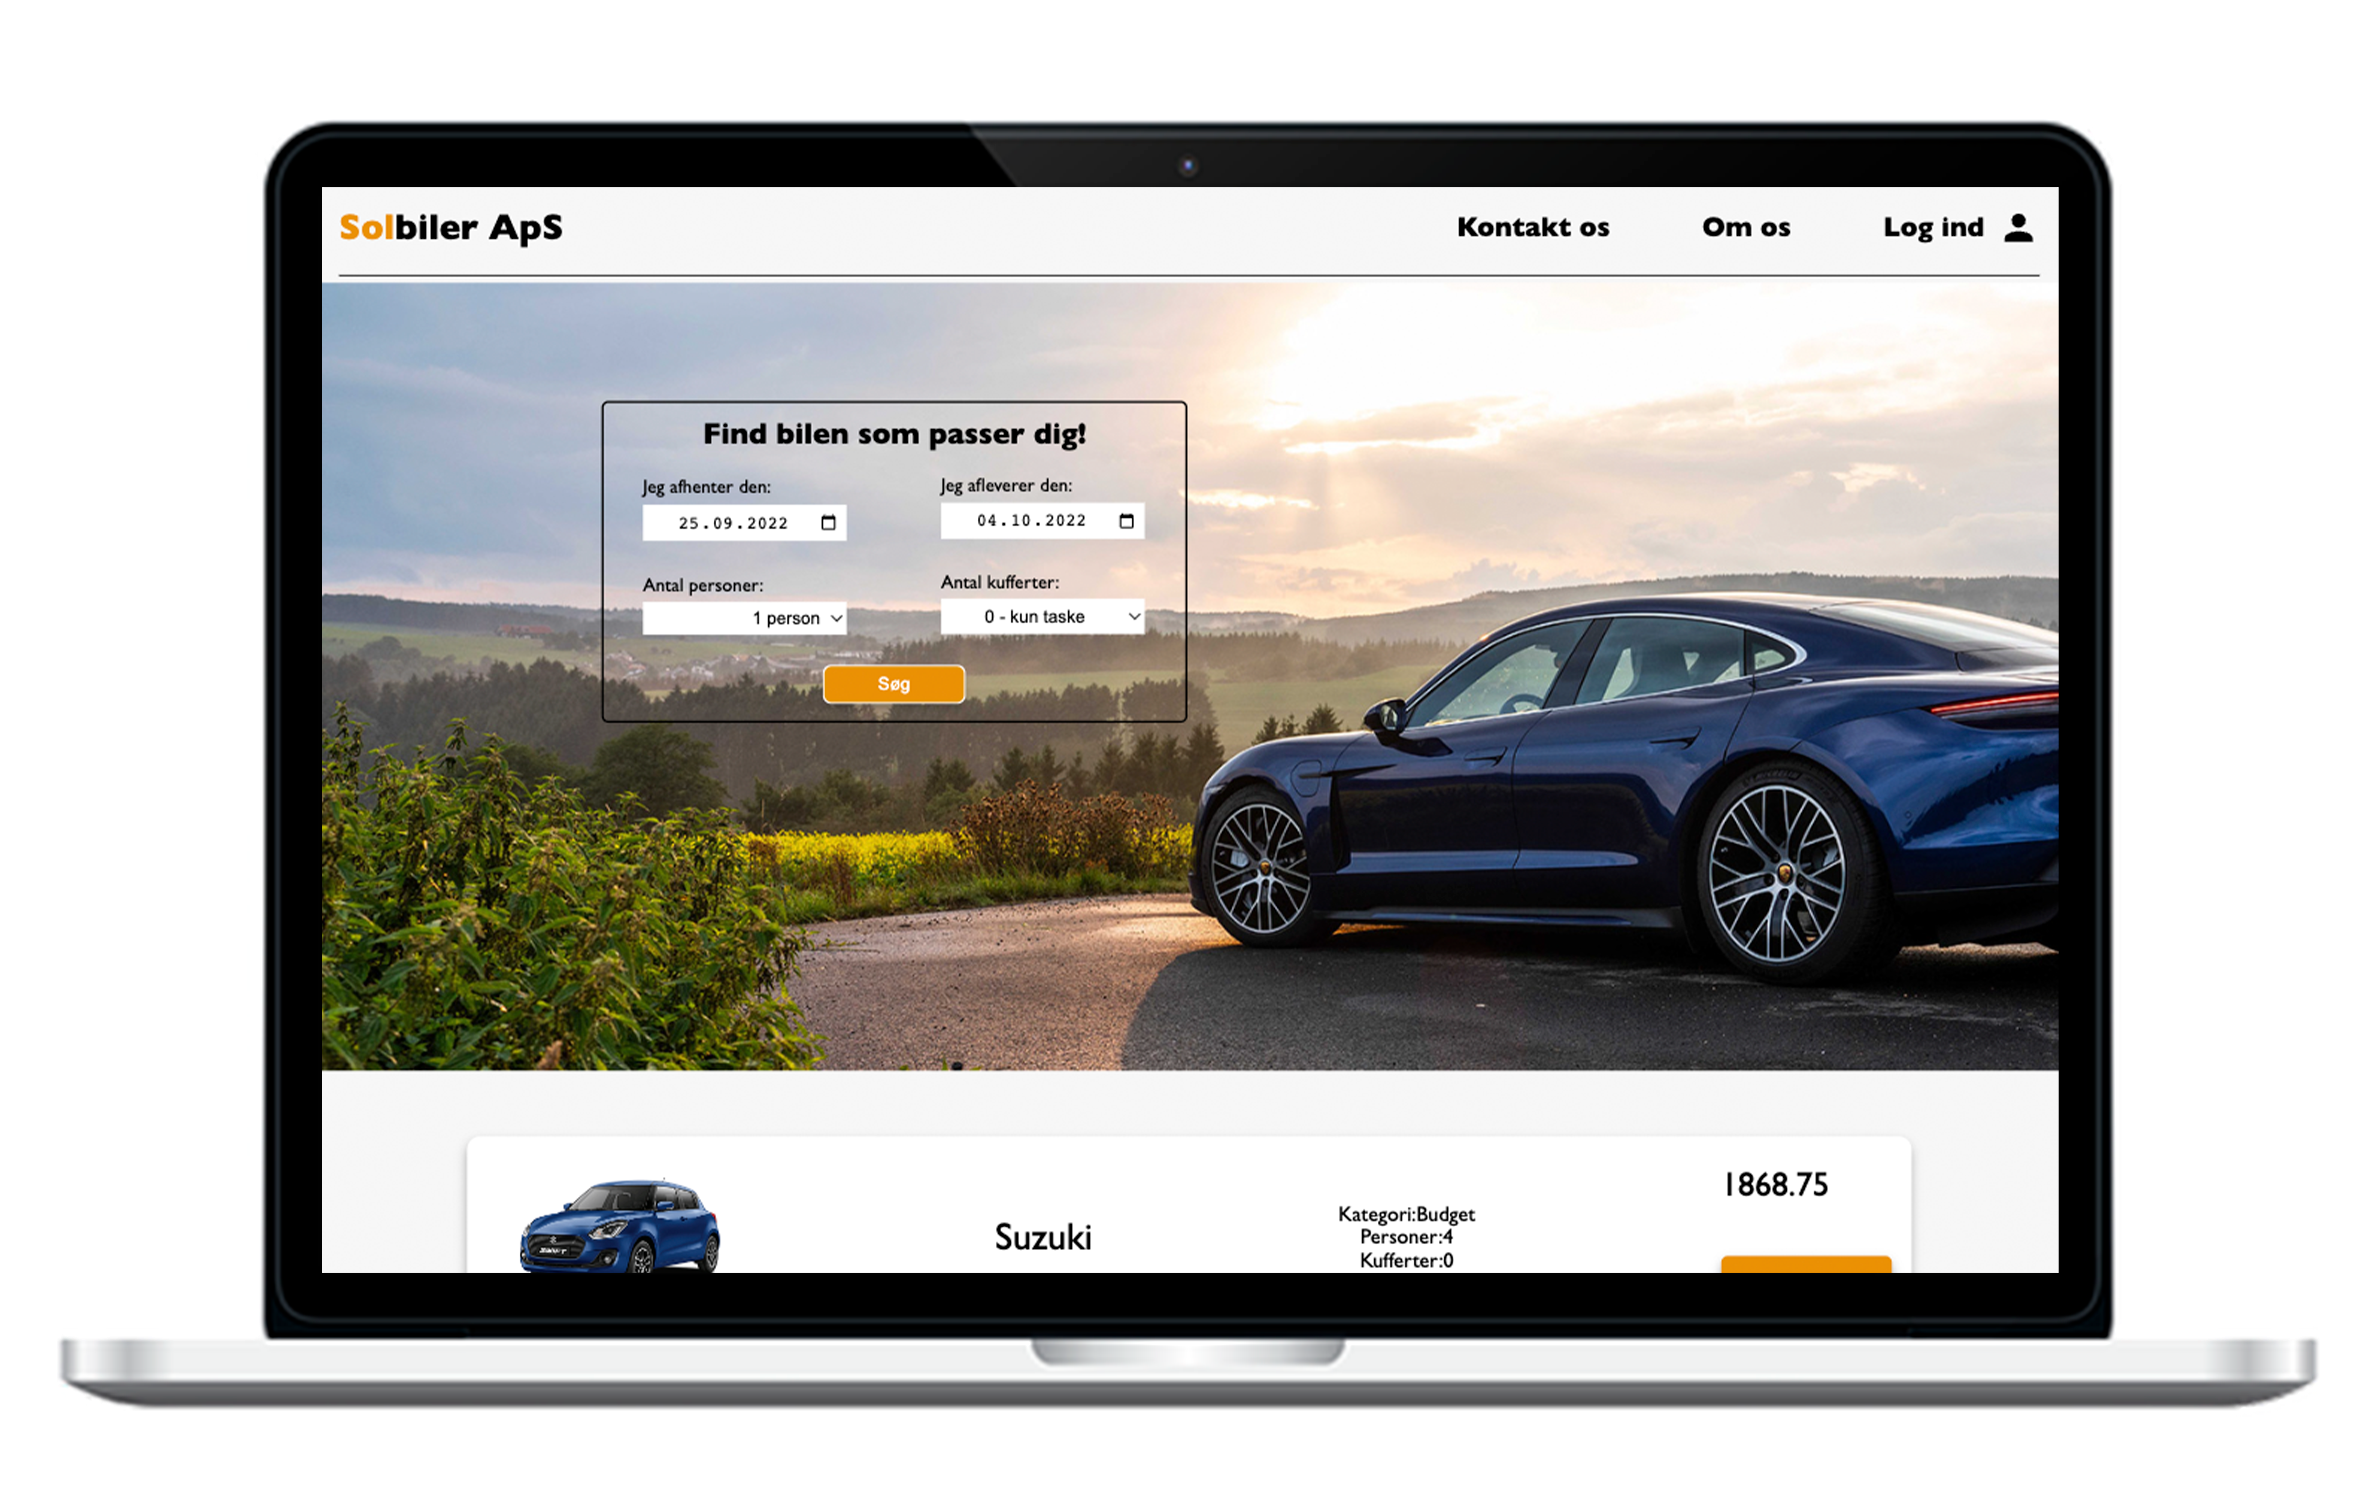 Solbiler ApS
Kontakt os
Om os
Log ind
Find bilen som passer dig!
Jeg afhenter den:
Jeg afleverer den:
25.09.2022
04.10.2022
Antal personer:
Antal kufferter:
1 person
0 - kun taske
Søg
1868.75
Suzuki
Kategori:Budget
Personer:4
Kufferter:0